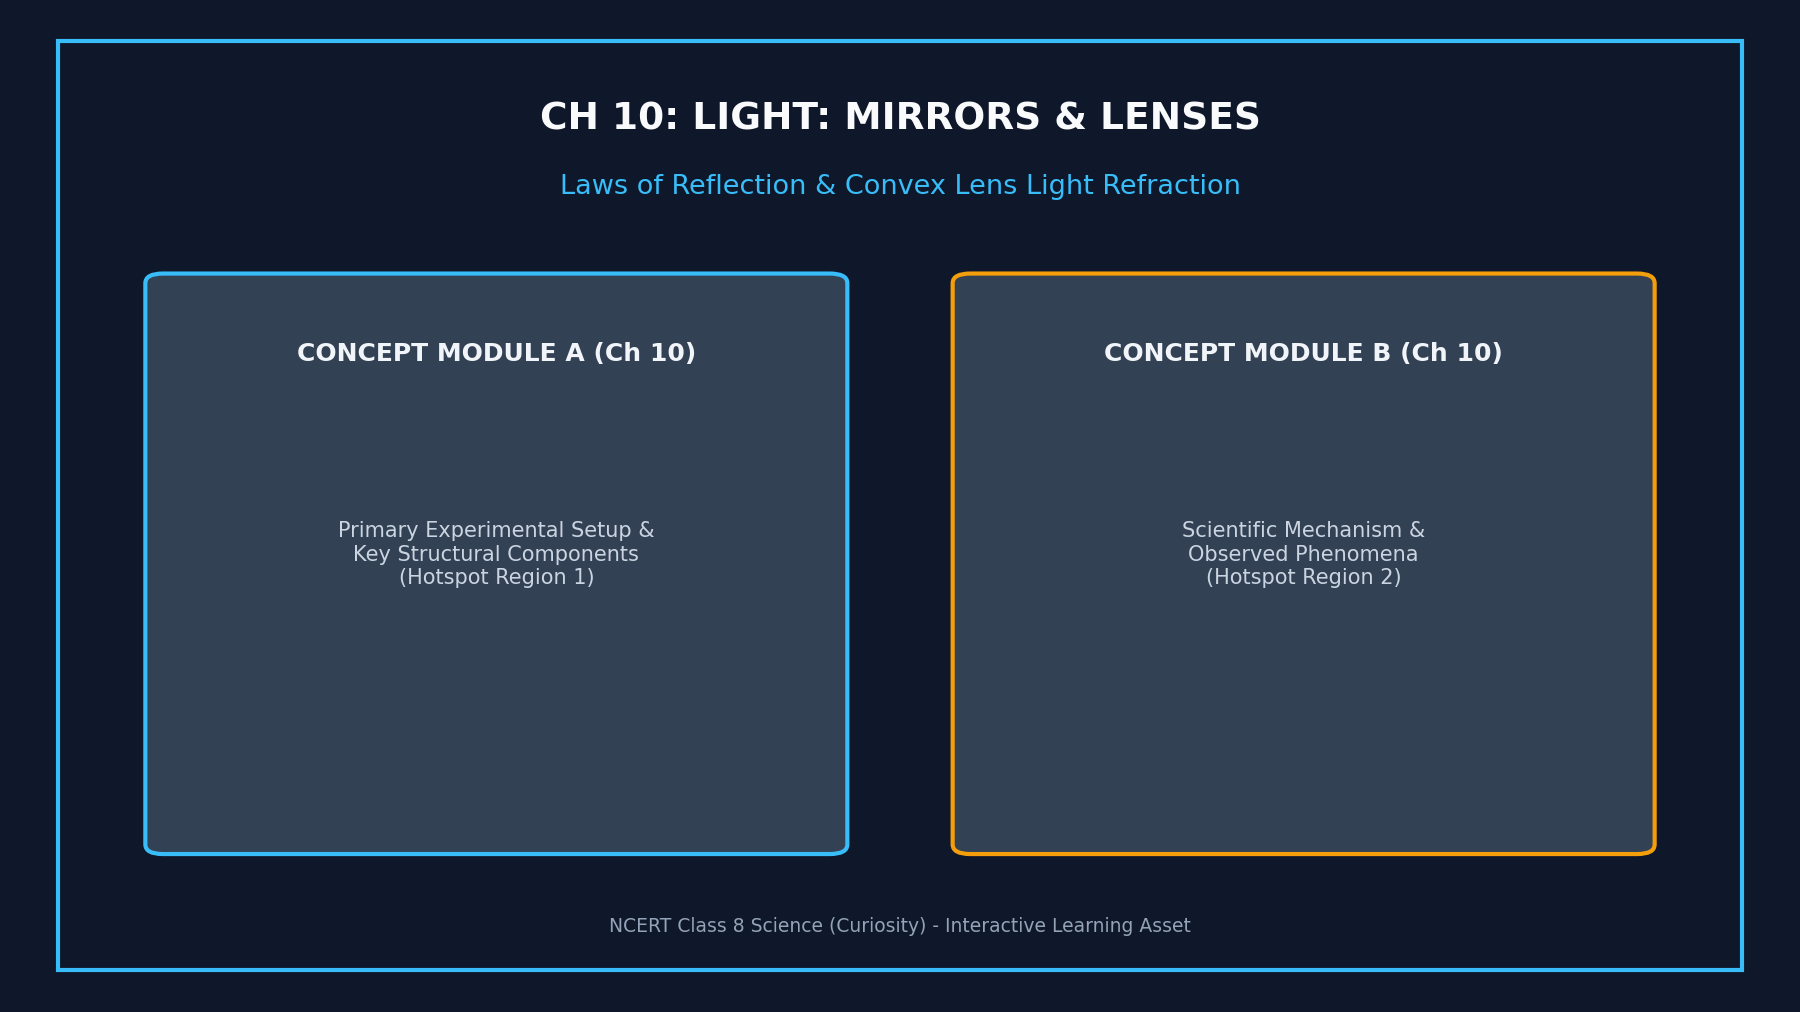 CH 10: LIGHT: MIRRORS & LENSES
Laws of Reflection & Convex Lens Light Refraction
CONCEPT MODULE A (Ch 10)
Primary Experimental Setup &
Key Structural Components
(Hotspot Region 1)
CONCEPT MODULE B (Ch 10)
Scientific Mechanism &
Observed Phenomena
(Hotspot Region 2)
NCERT Class 8 Science (Curiosity) - Interactive Learning Asset